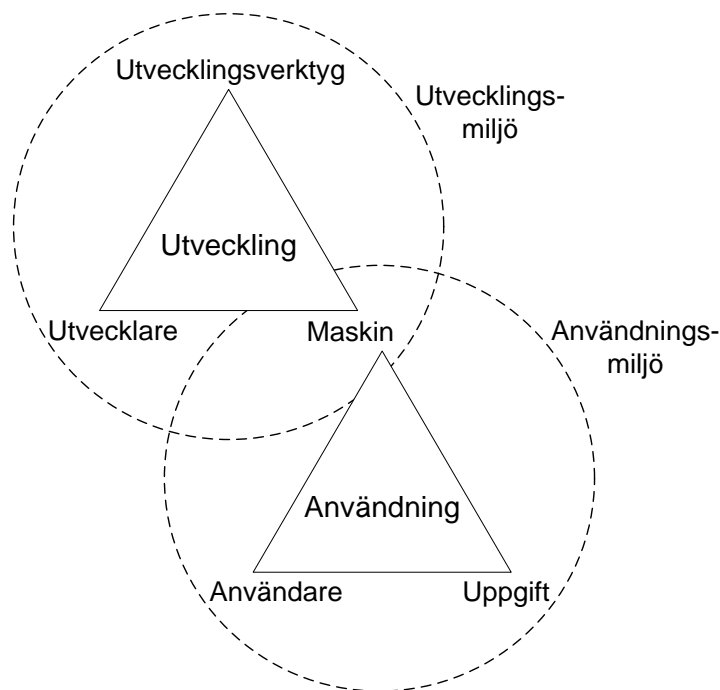 Utvecklingsverktyg
Utvecklings-
miljö
Utveckling
Utvecklare
Maskin
Användnings-
miljö
Användning
Användare
Uppgift